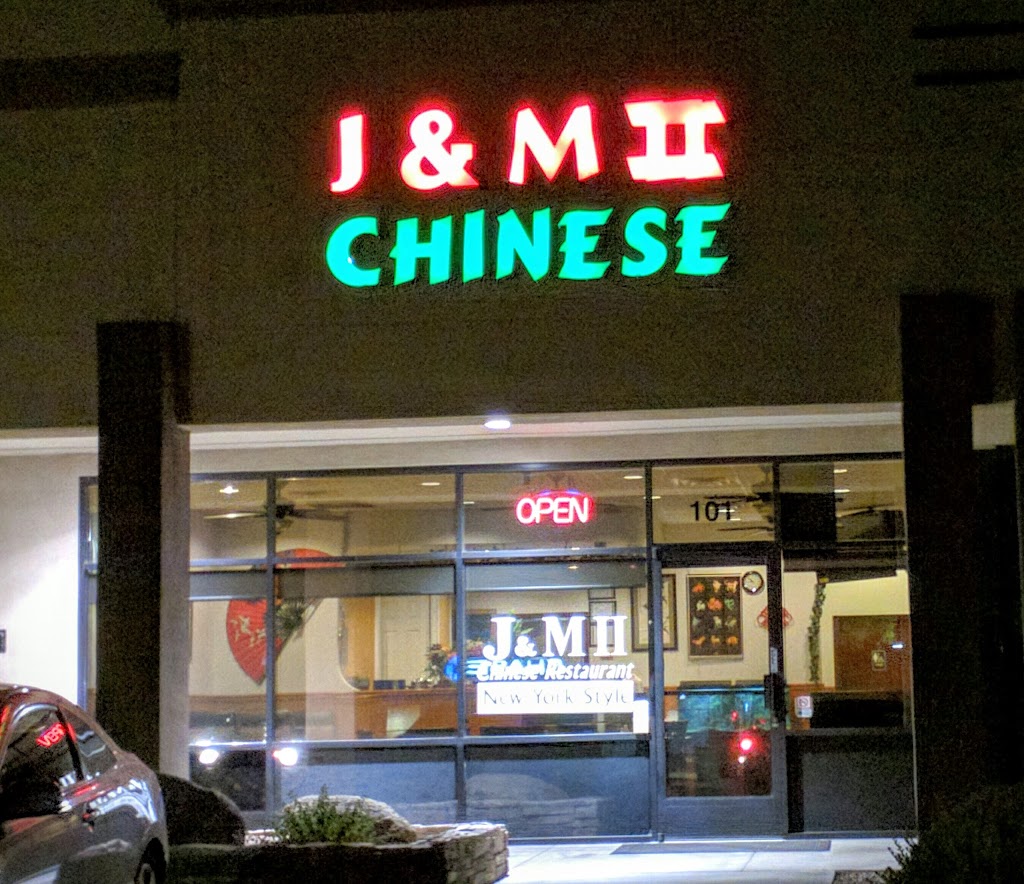 J & M II
CHINESE
OPEN
101
J & M II
Chinese Restaurant
New York Style